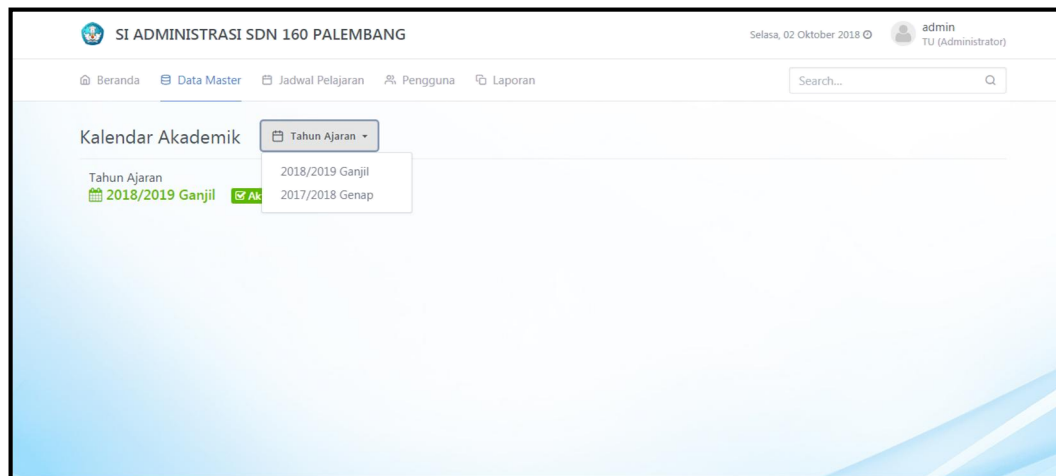 SI ADMINISTRASI SDN 160 PALEMBANG
Selasa, 02 Oktober 2018
admin
TU (Administrator)
Beranda Data Master Jadwal Pelajaran Pengguna Laporan
Search...
Kalendar Akademik Tahun Ajaran
2018/2019 Ganjil
2017/2018 Genap
Tahun Ajaran
2018/2019 Ganjil